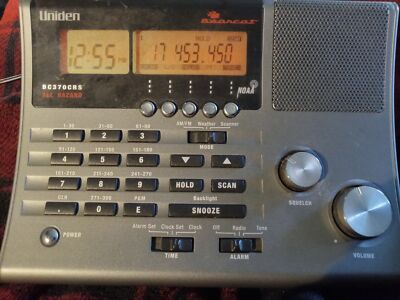 Uniden
Bearcat
12:55 PM
HOLD
17 453.450
BC370CRS
S&E HAZARD
NOAA
AM/FM Weather Scanner
MODE
1-30 31-60 61-90
1 2 3
91-120 121-150 151-180
4 5 6
181-210 211-240 241-270
7 8 9
HOLD SCAN
CLR 271-300 PGM
. 0 E
Backlight
SNOOZE
POWER
Alarm Set Clock Set Clock
TIME
Off Radio Tone
ALARM
SQUELCH
VOLUME